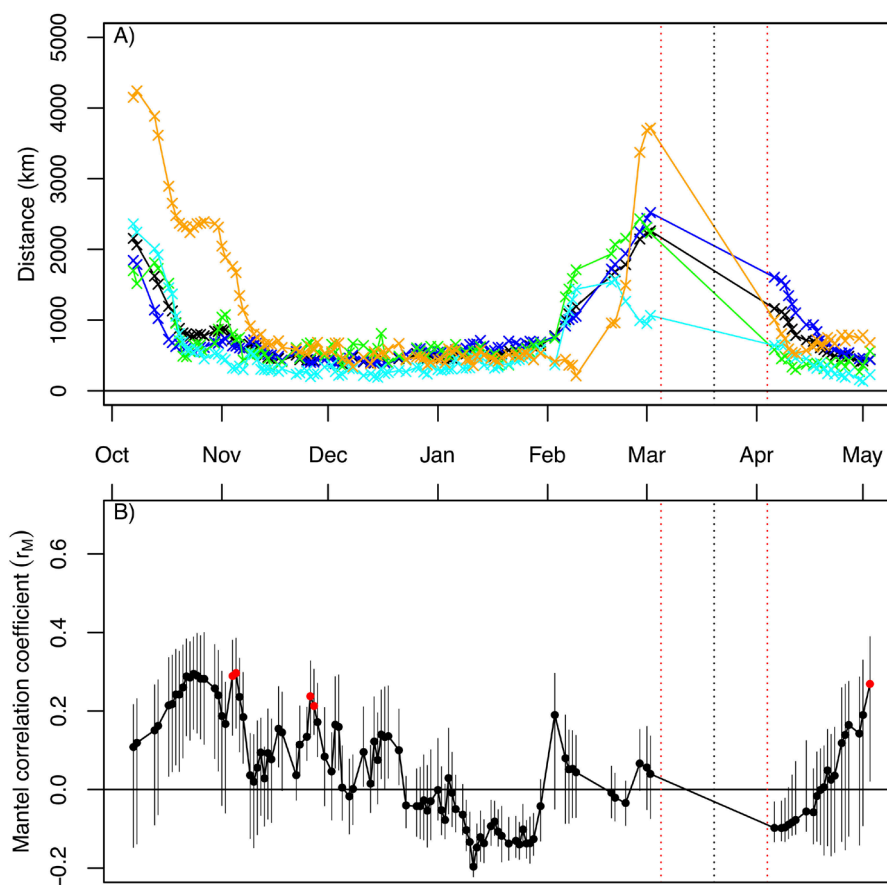 A)
5000
4000
3000
2000
1000
0
Distance (km)
Oct Nov Dec Jan Feb Mar Apr May
B)
0.6
0.4
0.2
0.0
−0.2
Mantel correlation coefficient (rM)